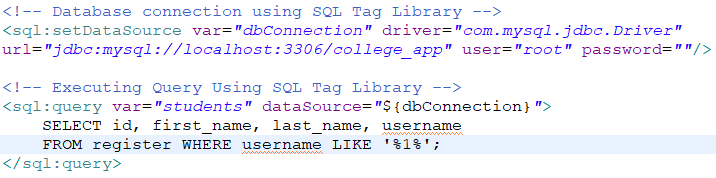 <!-- Database connection using SQL Tag Library -->
<sql:setDataSource var="dbConnection" driver="com.mysql.jdbc.Driver"
url="jdbc:mysql://localhost:3306/college_app" user="root" password=""/>
<!-- Executing Query Using SQL Tag Library -->
<sql:query var="students" dataSource="${dbConnection}">
SELECT id, first_name, last_name, username
FROM register WHERE username LIKE '%1%';
</sql:query>